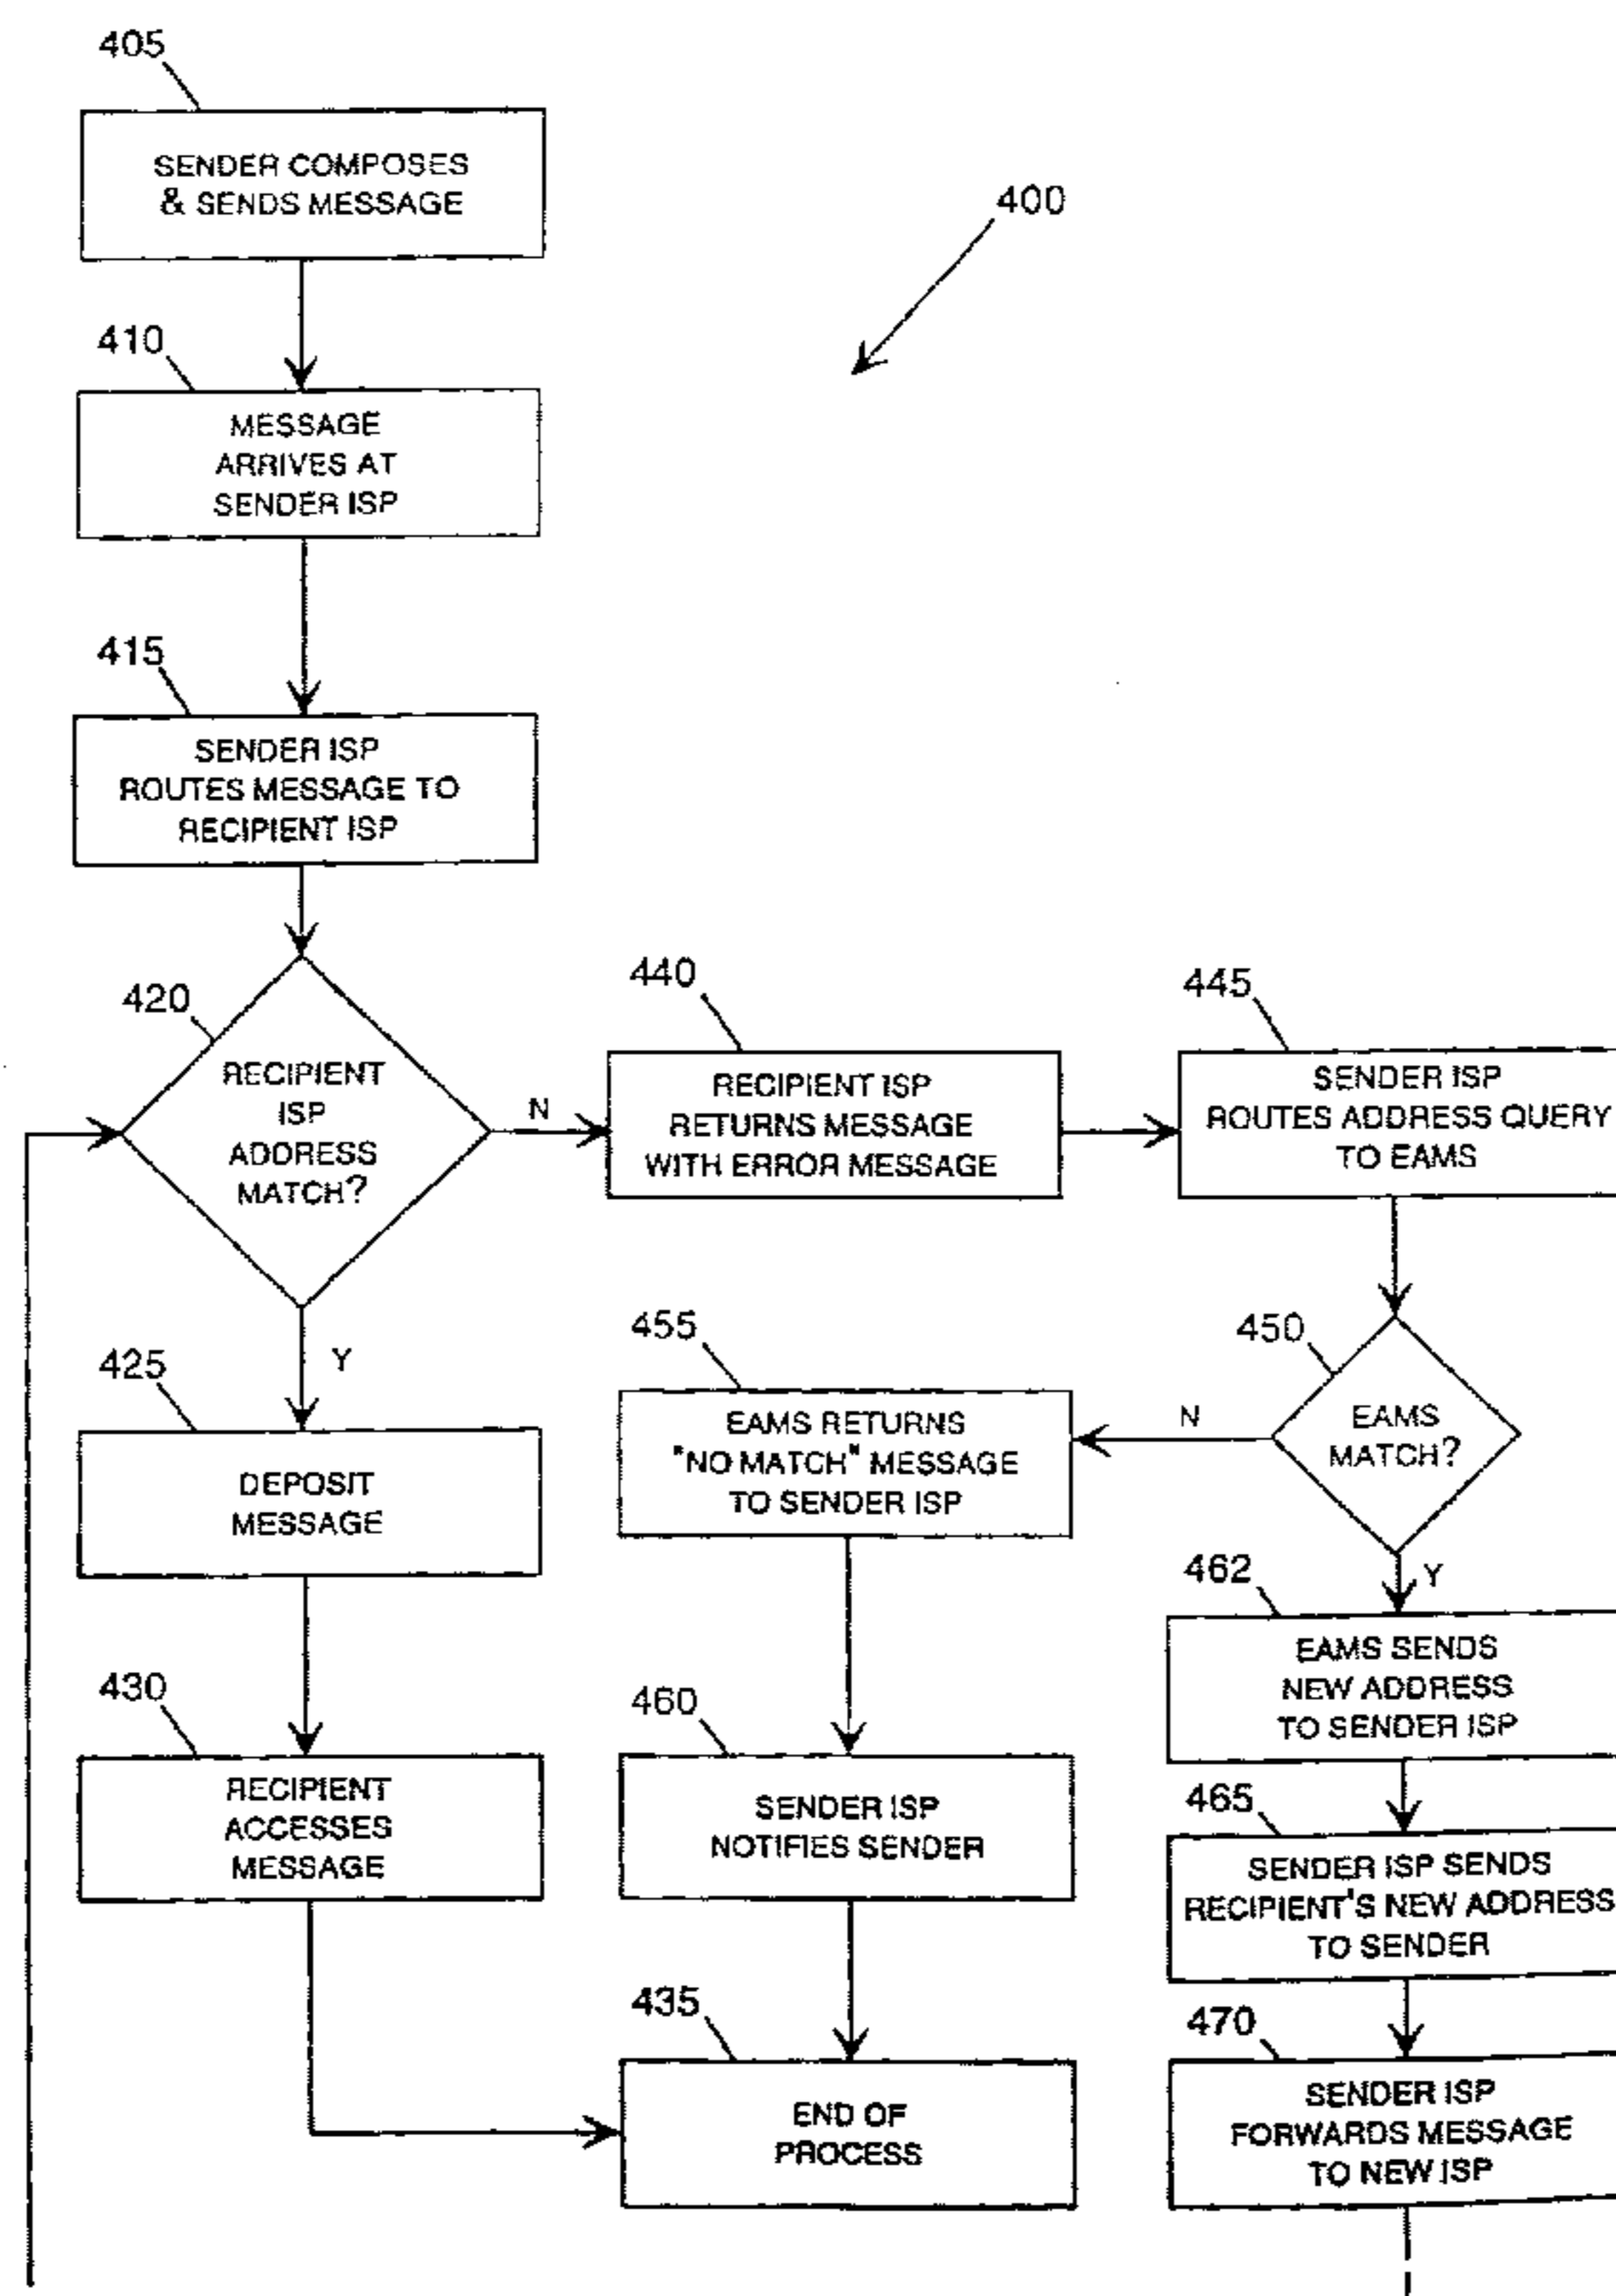 405
SENDER COMPOSES
& SENDS MESSAGE
400
410
MESSAGE
ARRIVES AT
SENDER ISP
415
SENDER ISP
ROUTES MESSAGE TO
RECIPIENT ISP
420
RECIPIENT
ISP
ADDRESS
MATCH?
N
440
RECIPIENT ISP
RETURNS MESSAGE
WITH ERROR MESSAGE
445
SENDER ISP
ROUTES ADDRESS QUERY
TO EAMS
Y
425
DEPOSIT
MESSAGE
455
EAMS RETURNS
"NO MATCH" MESSAGE
TO SENDER ISP
N
450
EAMS
MATCH?
Y
462
EAMS SENDS
NEW ADDRESS
TO SENDER ISP
430
RECIPIENT
ACCESSES
MESSAGE
460
SENDER ISP
NOTIFIES SENDER
465
SENDER ISP SENDS
RECIPIENT'S NEW ADDRESS
TO SENDER
435
END OF
PROCESS
470
SENDER ISP
FORWARDS MESSAGE
TO NEW ISP